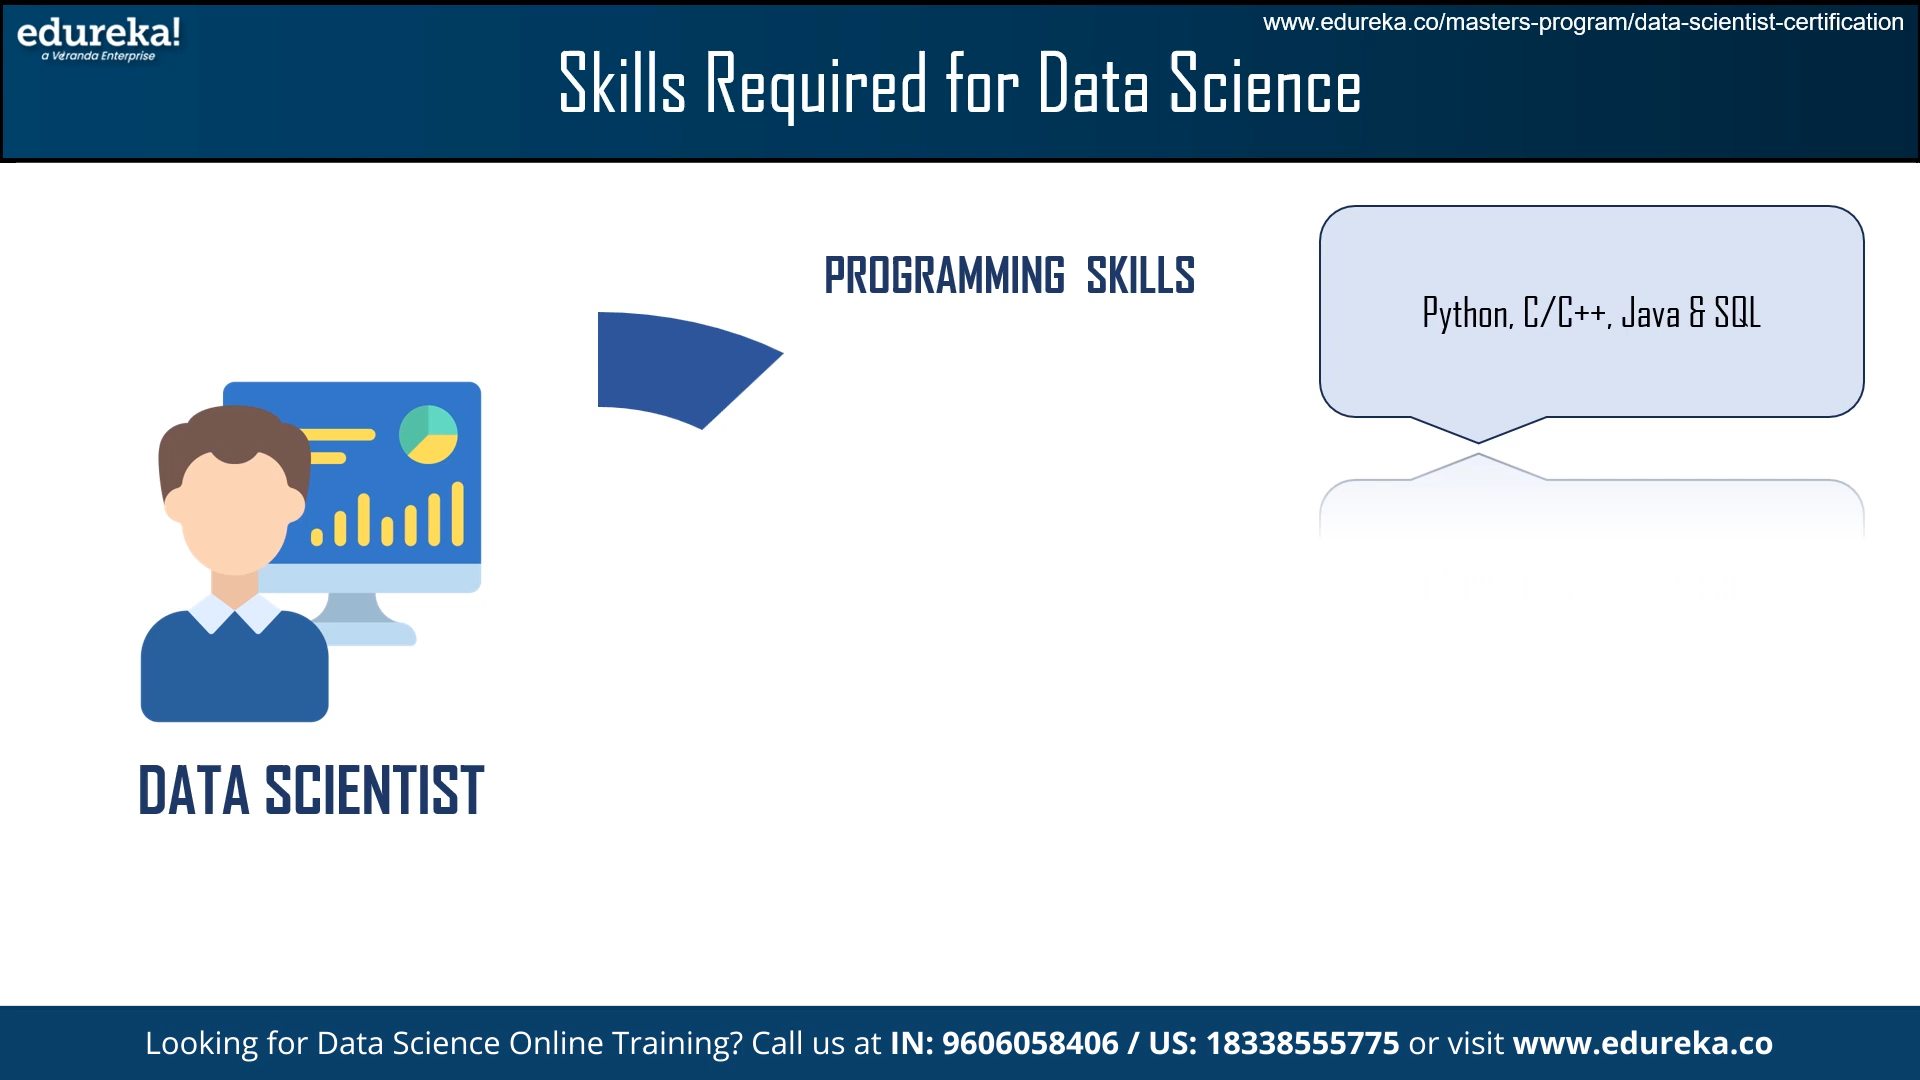 edureka!
a Veranda Enterprise
www.edureka.co/masters-program/data-scientist-certification
Skills Required for Data Science
PROGRAMMING SKILLS
Python, C/C++, Java & SQL
DATA SCIENTIST
Looking for Data Science Online Training? Call us at IN: 9606058406 / US: 18338555775 or visit www.edureka.co